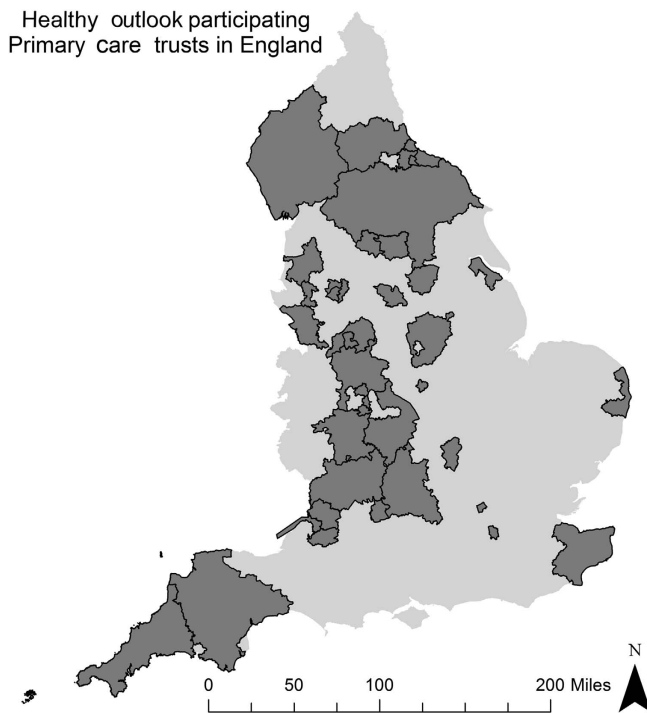 Healthy outlook participating
Primary care trusts in England
N
0 50 100 200 Miles